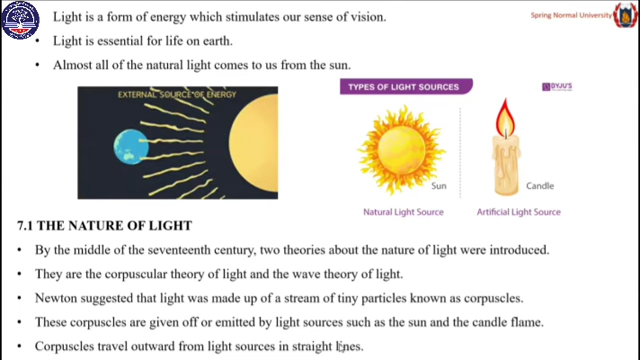 Light is a form of energy which stimulates our sense of vision.
Spring Normal University
• Light is essential for life on earth.
• Almost all of the natural light comes to us from the sun.
EXTERNAL SOURCE OF ENERGY
TYPES OF LIGHT SOURCES
BYJU'S
Sun
Candle
Natural Light Source
Artificial Light Source
7.1 THE NATURE OF LIGHT
• By the middle of the seventeenth century, two theories about the nature of light were introduced.
• They are the corpuscular theory of light and the wave theory of light.
• Newton suggested that light was made up of a stream of tiny particles known as corpuscles.
• These corpuscles are given off or emitted by light sources such as the sun and the candle flame.
• Corpuscles travel outward from light sources in straight lines.